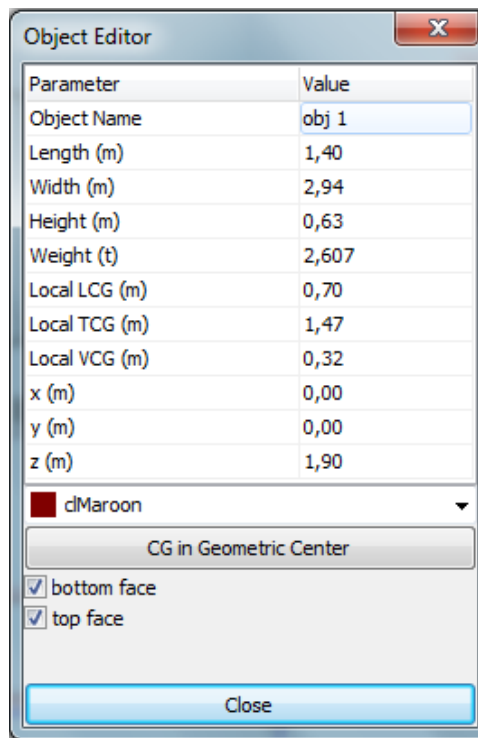 Object Editor
Parameter Value
Object Name obj 1
Length (m) 1,40
Width (m) 2,94
Height (m) 0,63
Weight (t) 2,607
Local LCG (m) 0,70
Local TCG (m) 1,47
Local VCG (m) 0,32
x (m) 0,00
y (m) 0,00
z (m) 1,90
clMaroon
CG in Geometric Center
bottom face
top face
Close